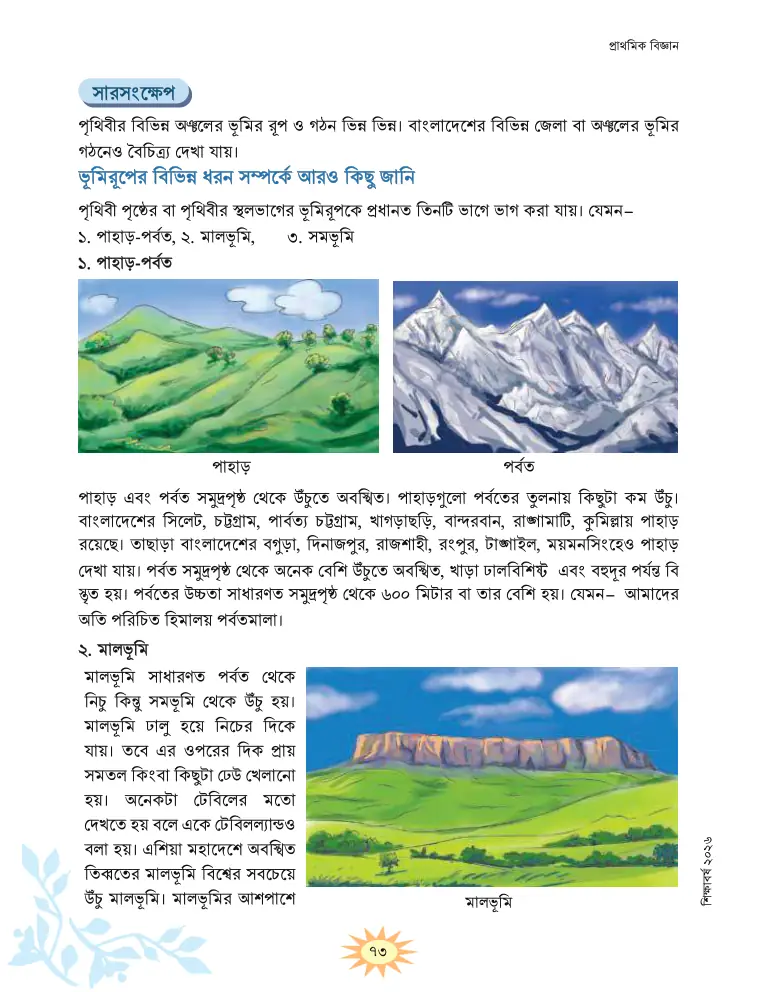 প্রাথমিক বিজ্ঞান
সারসংক্ষেপ
পৃথিবীর বিভিন্ন অঞ্চলের ভূমির রূপ ও গঠন ভিন্ন ভিন্ন। বাংলাদেশের বিভিন্ন জেলা বা অঞ্চলের ভূমির
গঠনেও বৈচিত্র্য দেখা যায়।
ভূমিরূপের বিভিন্ন ধরন সম্পর্কে আরও কিছু জানি
পৃথিবী পৃষ্ঠের বা পৃথিবীর স্থলভাগের ভূমিরূপকে প্রধানত তিনটি ভাগে ভাগ করা যায়। যেমন–
১. পাহাড়-পর্বত, ২. মালভূমি, ৩. সমভূমি
১. পাহাড়-পর্বত
পাহাড় পর্বত
পাহাড় এবং পর্বত সমুদ্রপৃষ্ঠ থেকে উঁচুতে অবস্থিত। পাহাড়গুলো পর্বতের তুলনায় কিছুটা কম উঁচু।
বাংলাদেশের সিলেট, চট্টগ্রাম, পার্বত্য চট্টগ্রাম, খাগড়াছড়ি, বান্দরবান, রাঙ্গামাটি, কুমিল্লায় পাহাড়
রয়েছে। তাছাড়া বাংলাদেশের বগুড়া, দিনাজপুর, রাজশাহী, রংপুর, টাঙ্গাইল, ময়মনসিংহেও পাহাড়
দেখা যায়। পর্বত সমুদ্রপৃষ্ঠ থেকে অনেক বেশি উঁচুতে অবস্থিত, খাড়া ঢালবিশিষ্ট এবং বহুদূর পর্যন্ত বি
স্তৃত হয়। পর্বতের উচ্চতা সাধারণত সমুদ্রপৃষ্ঠ থেকে ৬০০ মিটার বা তার বেশি হয়। যেমন– আমাদের
অতি পরিচিত হিমালয় পর্বতমালা।
২. মালভূমি
মালভূমি সাধারণত পর্বত থেকে
নিচু কিন্তু সমভূমি থেকে উঁচু হয়।
মালভূমি ঢালু হয়ে নিচের দিকে
যায়। তবে এর ওপরের দিক প্রায়
সমতল কিংবা কিছুটা ঢেউ খেলানো
হয়। অনেকটা টেবিলের মতো
দেখতে হয় বলে একে টেবিলল্যান্ডও
বলা হয়। এশিয়া মহাদেশে অবস্থিত
তিব্বতের মালভূমি বিশ্বের সবচেয়ে
উঁচু মালভূমি। মালভূমির আশপাশে
মালভূমি
শিক্ষাবর্ষ ২০২৬
৭৩